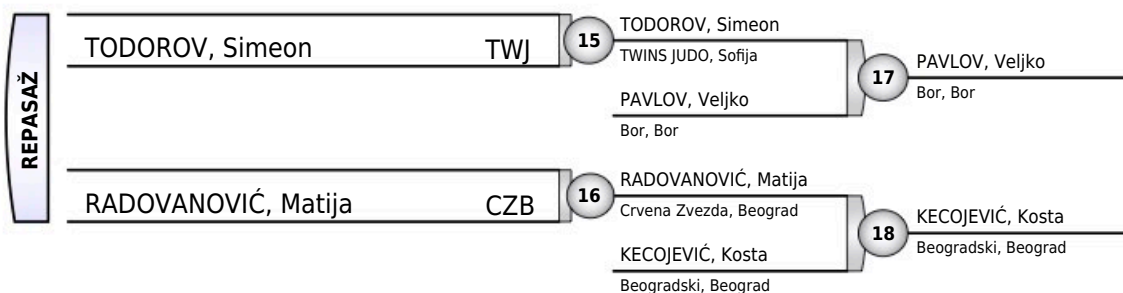 REPASAŽ
TODOROV, Simeon TWJ
15
TODOROV, Simeon
TWINS JUDO, Sofija
PAVLOV, Veljko
Bor, Bor
17
PAVLOV, Veljko
Bor, Bor
RADOVANOVIĆ, Matija CZB
16
RADOVANOVIĆ, Matija
Crvena Zvezda, Beograd
KECOJEVIĆ, Kosta
Beogradski, Beograd
18
KECOJEVIĆ, Kosta
Beogradski, Beograd